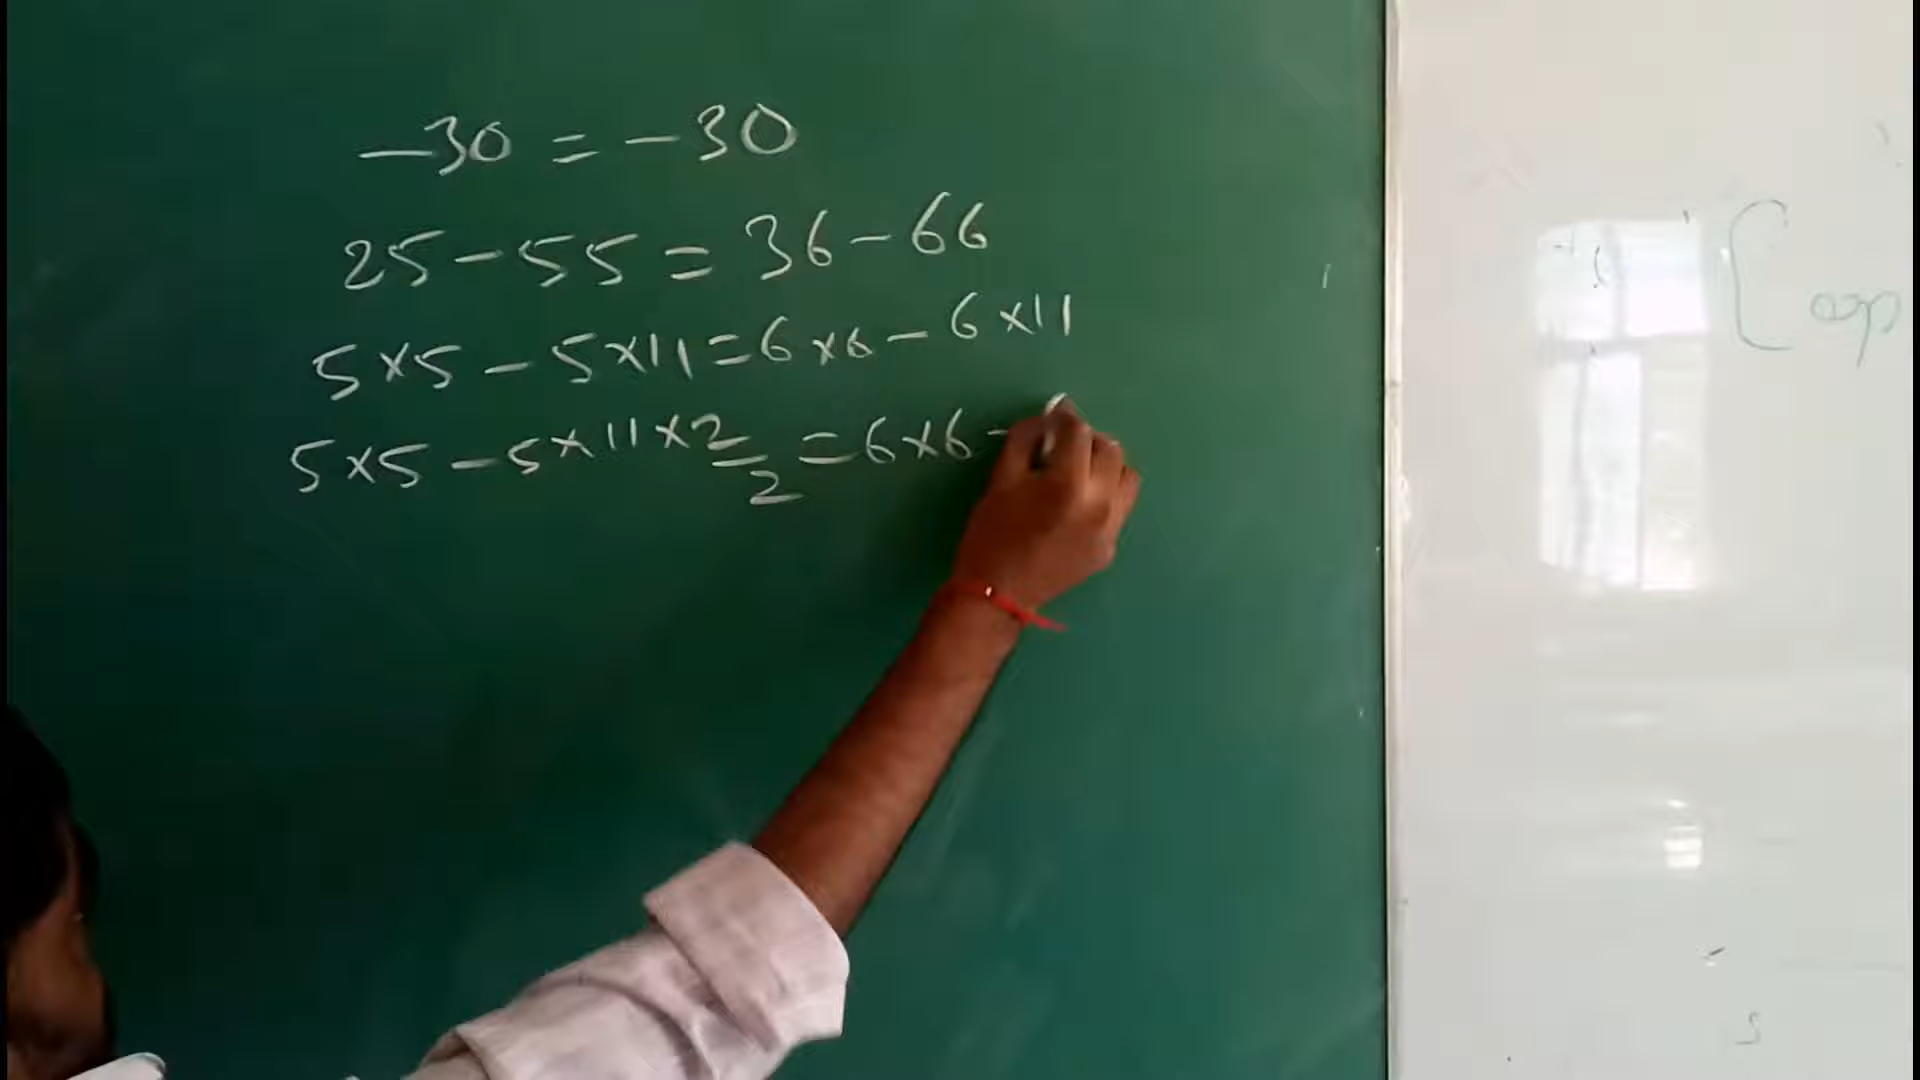 -30 = -30
25 - 55 = 36 - 66
5×5 - 5×11 = 6×6 - 6×11
5×5 - 5×11×2/2 = 6×6 -